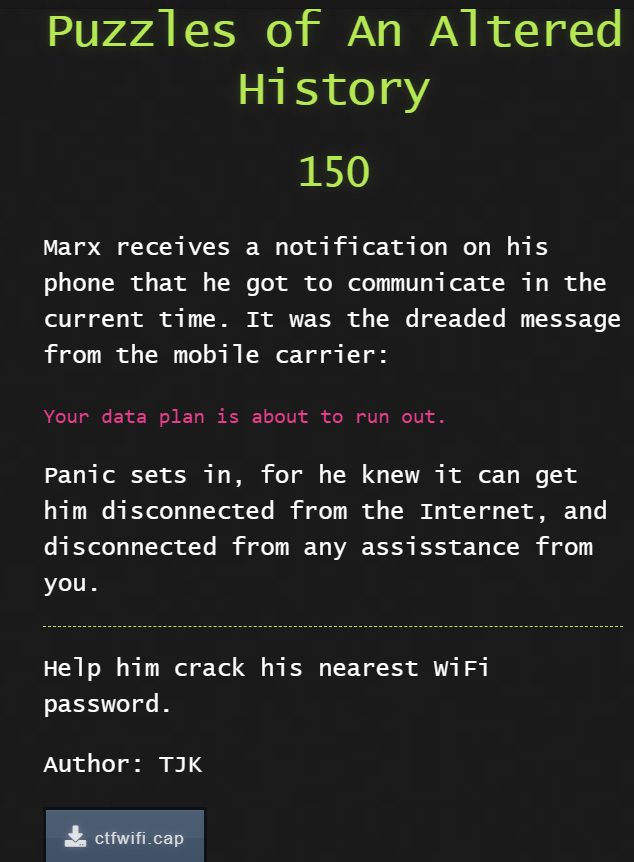 Puzzles of An Altered
History
150
Marx receives a notification on his
phone that he got to communicate in the
current time. It was the dreaded message
from the mobile carrier:
Your data plan is about to run out.
Panic sets in, for he knew it can get
him disconnected from the Internet, and
disconnected from any assisstance from
you.
Help him crack his nearest WiFi
password.
Author: TJK
ctfwifi.cap